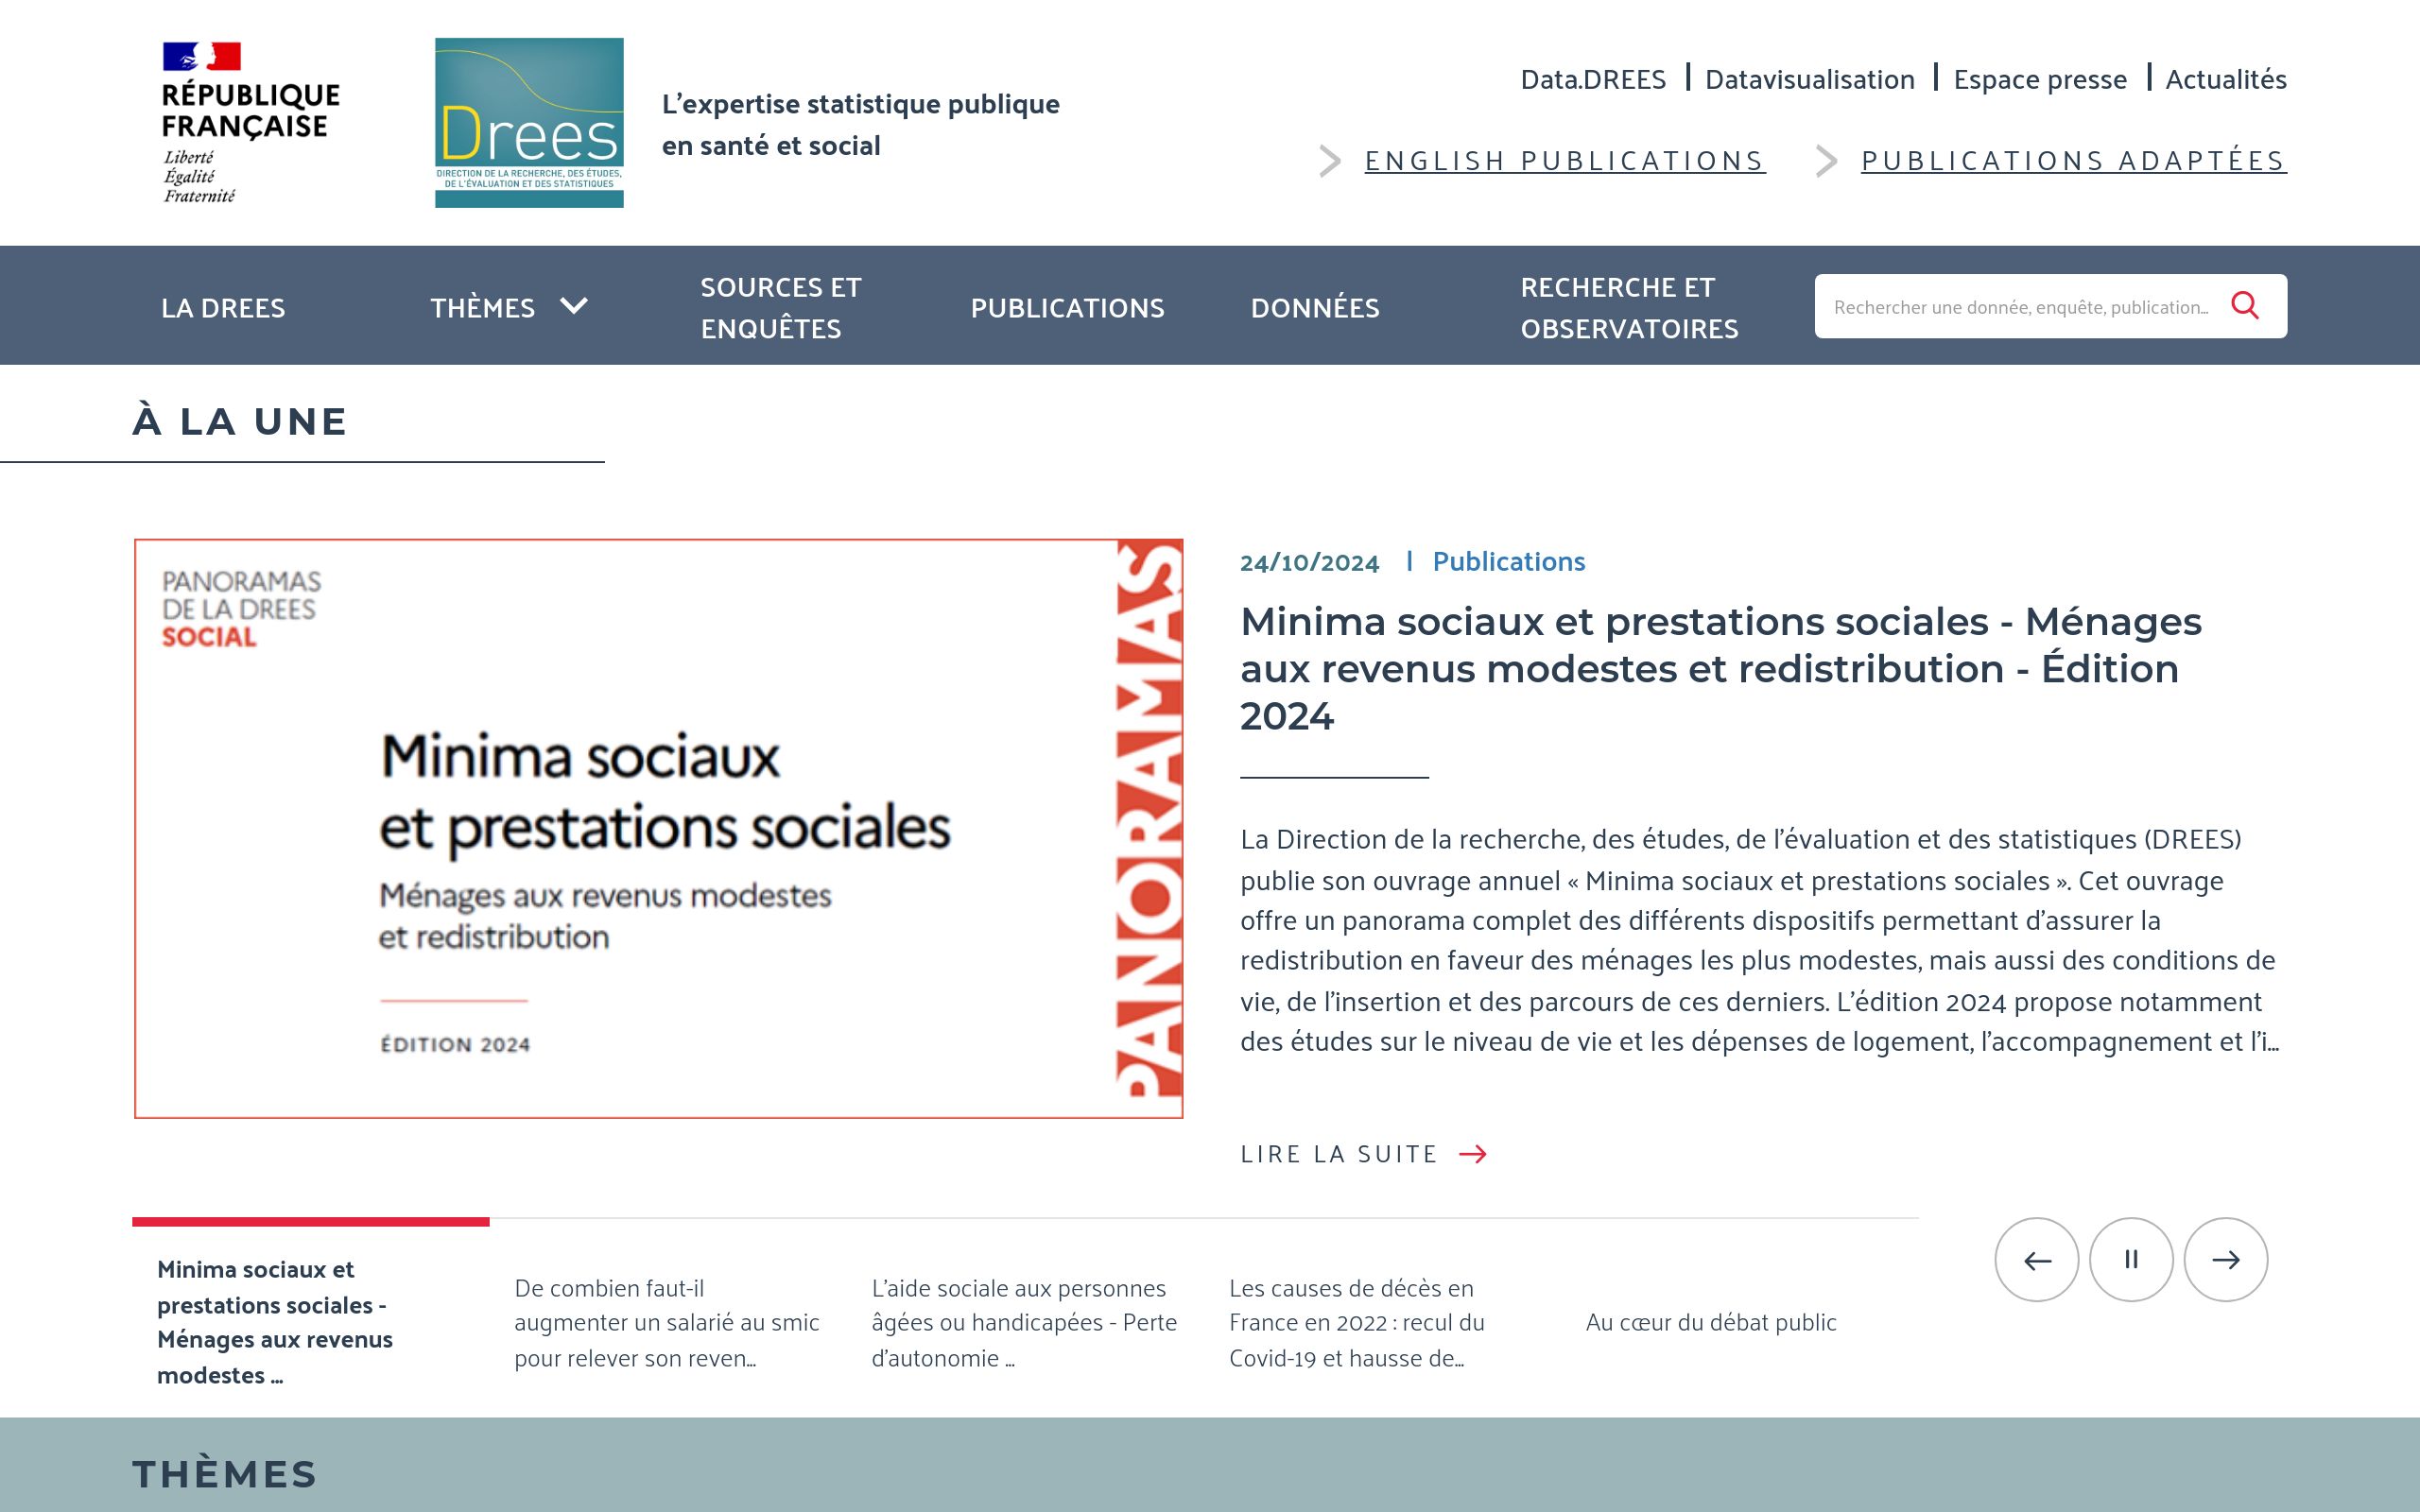 RÉPUBLIQUE
FRANÇAISE
Liberté
Égalité
Fraternité
Drees
DIRECTION DE LA RECHERCHE, DES ÉTUDES,
DE L'ÉVALUATION ET DES STATISTIQUES
L'expertise statistique publique
en santé et social
Data.DREES | Datavisualisation | Espace presse | Actualités
ENGLISH PUBLICATIONS PUBLICATIONS ADAPTÉES
LA DREES
THÈMES
SOURCES ET
ENQUÊTES
PUBLICATIONS
DONNÉES
RECHERCHE ET
OBSERVATOIRES
Rechercher une donnée, enquête, publication...
À LA UNE
PANORAMAS
DE LA DREES
SOCIAL
Minima sociaux
et prestations sociales
Ménages aux revenus modestes
et redistribution
ÉDITION 2024
PANORAMAS
24/10/2024 | Publications
Minima sociaux et prestations sociales - Ménages
aux revenus modestes et redistribution - Édition
2024
La Direction de la recherche, des études, de l'évaluation et des statistiques (DREES)
publie son ouvrage annuel « Minima sociaux et prestations sociales ». Cet ouvrage
offre un panorama complet des différents dispositifs permettant d'assurer la
redistribution en faveur des ménages les plus modestes, mais aussi des conditions de
vie, de l'insertion et des parcours de ces derniers. L'édition 2024 propose notamment
des études sur le niveau de vie et les dépenses de logement, l'accompagnement et l'i...
LIRE LA SUITE
Minima sociaux et
prestations sociales -
Ménages aux revenus
modestes ...
De combien faut-il
augmenter un salarié au smic
pour relever son reven...
L'aide sociale aux personnes
âgées ou handicapées - Perte
d'autonomie ...
Les causes de décès en
France en 2022 : recul du
Covid-19 et hausse de...
Au cœur du débat public
THÈMES